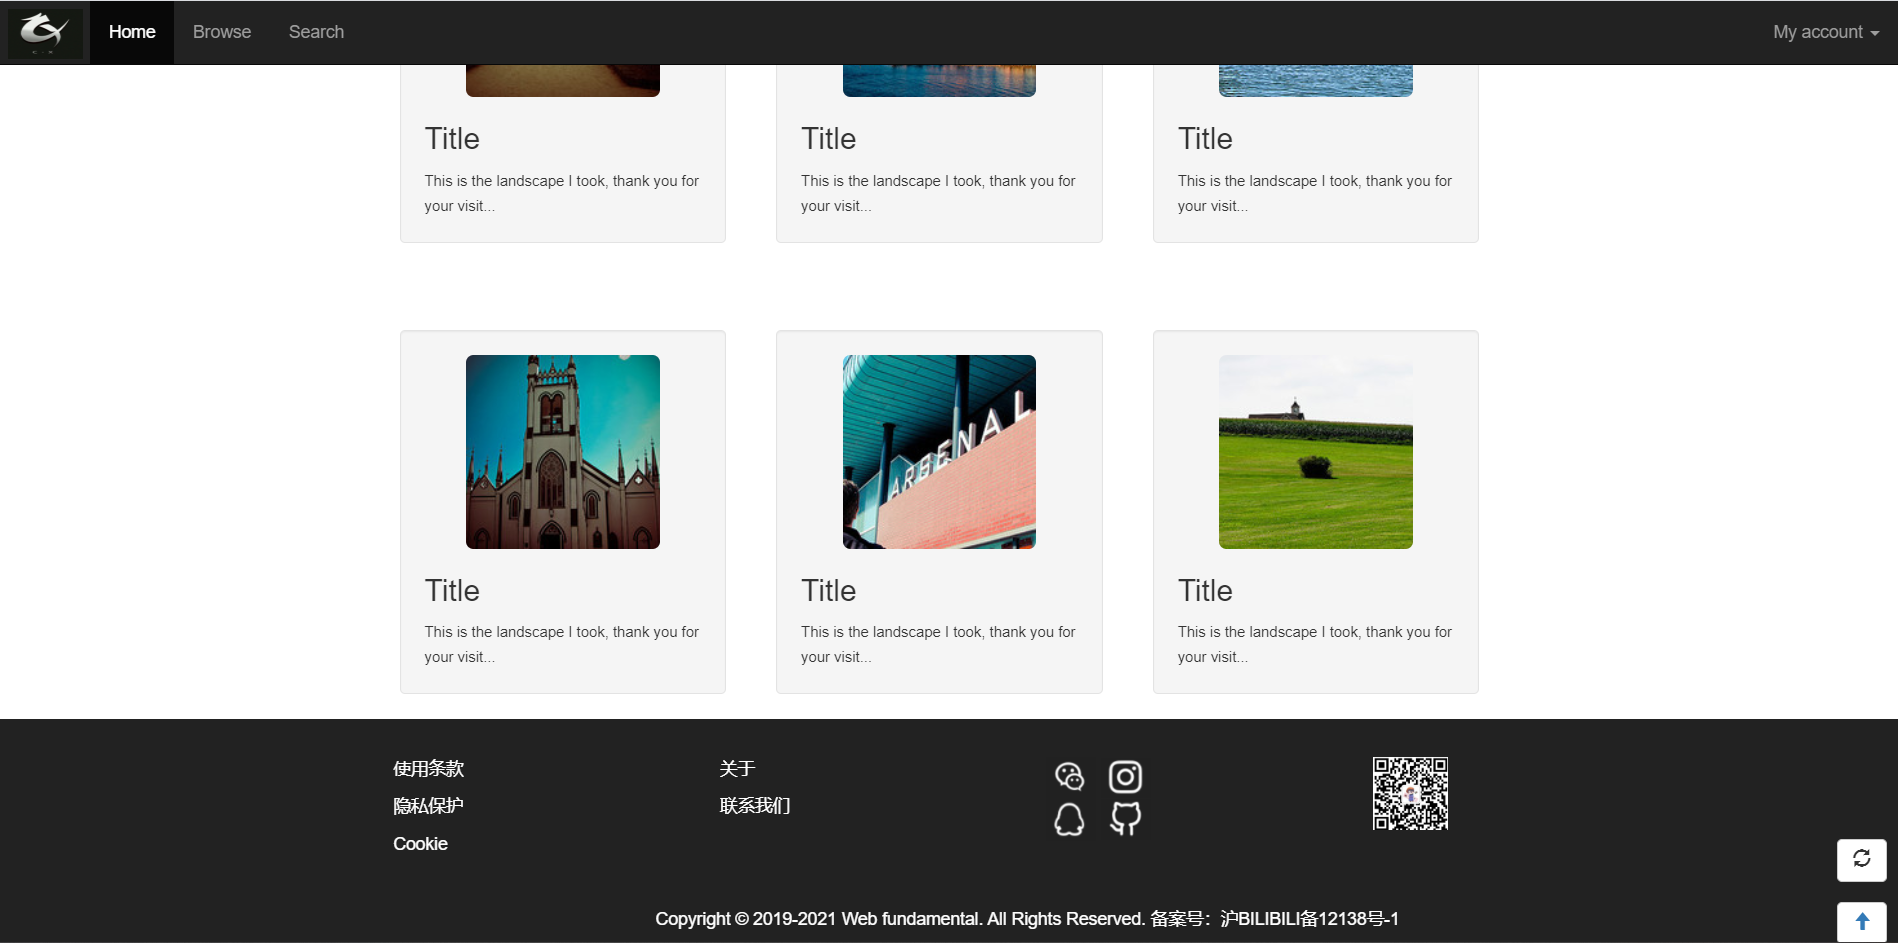 Home Browse Search My account
Title Title Title
This is the landscape I took, thank you for This is the landscape I took, thank you for This is the landscape I took, thank you for
your visit... your visit... your visit...
ARSENAL
Title Title Title
This is the landscape I took, thank you for This is the landscape I took, thank you for This is the landscape I took, thank you for
your visit... your visit... your visit...
使用条款 关于
隐私保护 联系我们
Cookie
Copyright © 2019-2021 Web fundamental. All Rights Reserved. 备案号：沪BILIBILI备12138号-1